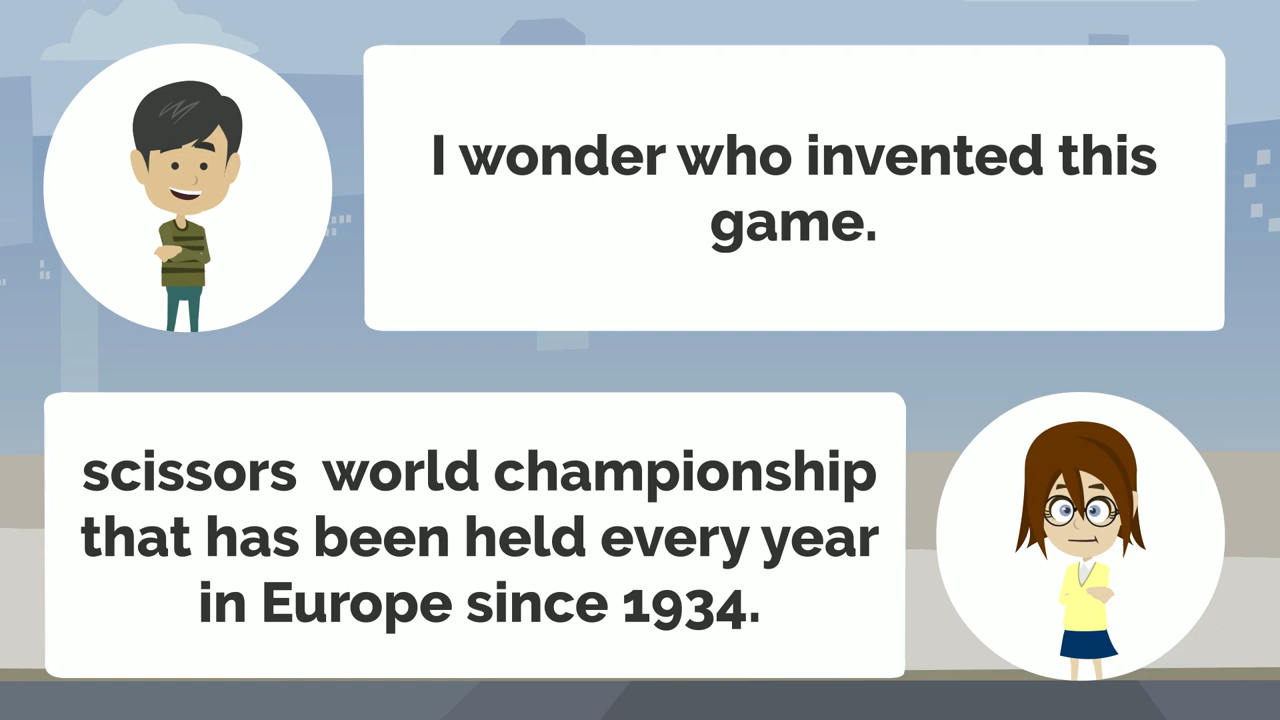 I wonder who invented this
game.
scissors  world championship
that has been held every year
in Europe since 1934.